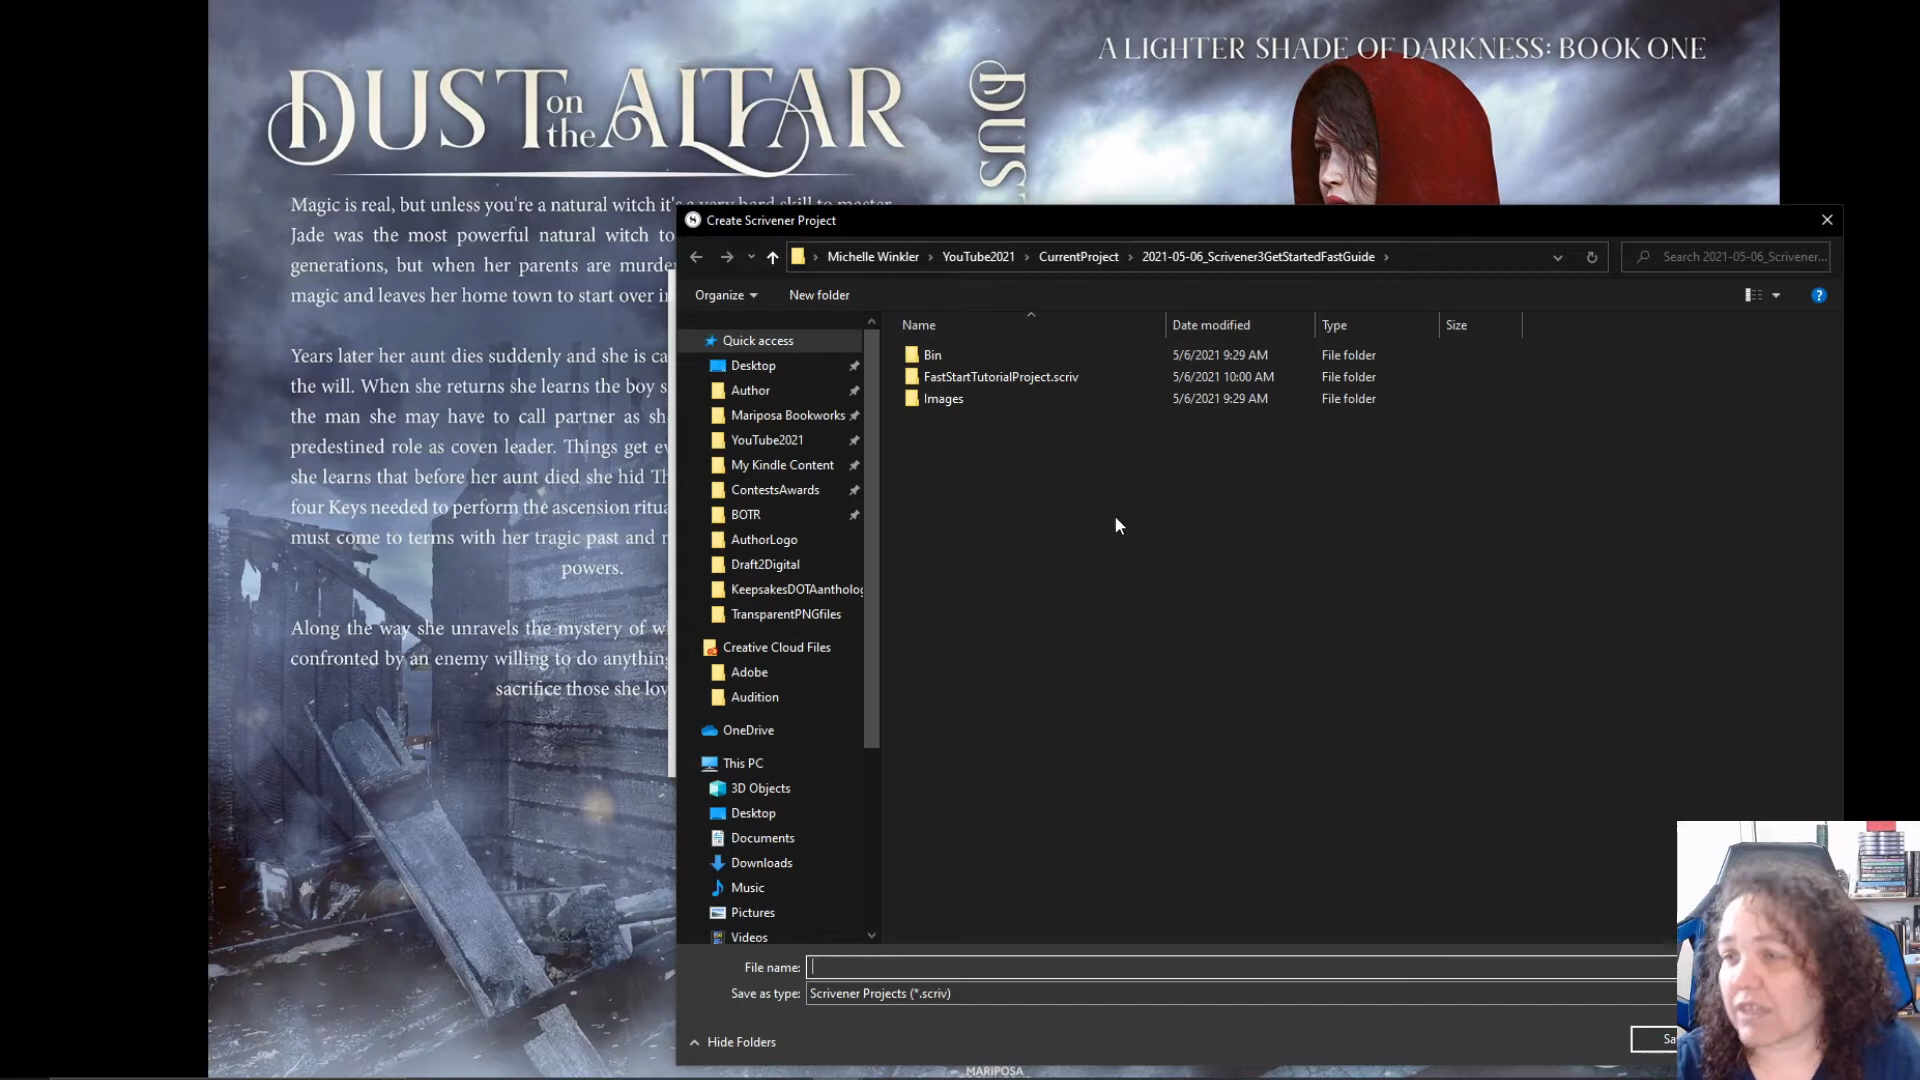 A LIGHTER SHADE OF DARKNESS: BOOK ONE
DUST on the ALTAR
DUS
Magic is real, but unless you're a natural witch it's a very hard skill to master.
Jade was the most powerful natural witch to
generations, but when her parents are murde
magic and leaves her home town to start over i
Years later her aunt dies suddenly and she is ca
the will. When she returns she learns the boy s
the man she may have to call partner as sh
predestined role as coven leader. Things get ev
she learns that before her aunt died she hid Th
four Keys needed to perform the ascension ritua
must come to terms with her tragic past and
powers.
Along the way she unravels the mystery of w
confronted by an enemy willing to do anything
sacrifice those she lov
Create Scrivener Project
Michelle Winkler › YouTube2021 › CurrentProject › 2021-05-06_Scrivener3GetStartedFastGuide ›
Search 2021-05-06_Scrivener...
Organize
New folder
Name
Date modified
Type
Size
Bin 5/6/2021 9:29 AM File folder
FastStartTutorialProject.scriv 5/6/2021 10:00 AM File folder
Images 5/6/2021 9:29 AM File folder
Quick access
Desktop
Author
Mariposa Bookworks
YouTube2021
My Kindle Content
ContestsAwards
BOTR
AuthorLogo
Draft2Digital
KeepsakesDOTAantholog
TransparentPNGfiles
Creative Cloud Files
Adobe
Audition
OneDrive
This PC
3D Objects
Desktop
Documents
Downloads
Music
Pictures
Videos
File name:
Save as type: Scrivener Projects (*.scriv)
Hide Folders
Sa
MARIPOSA